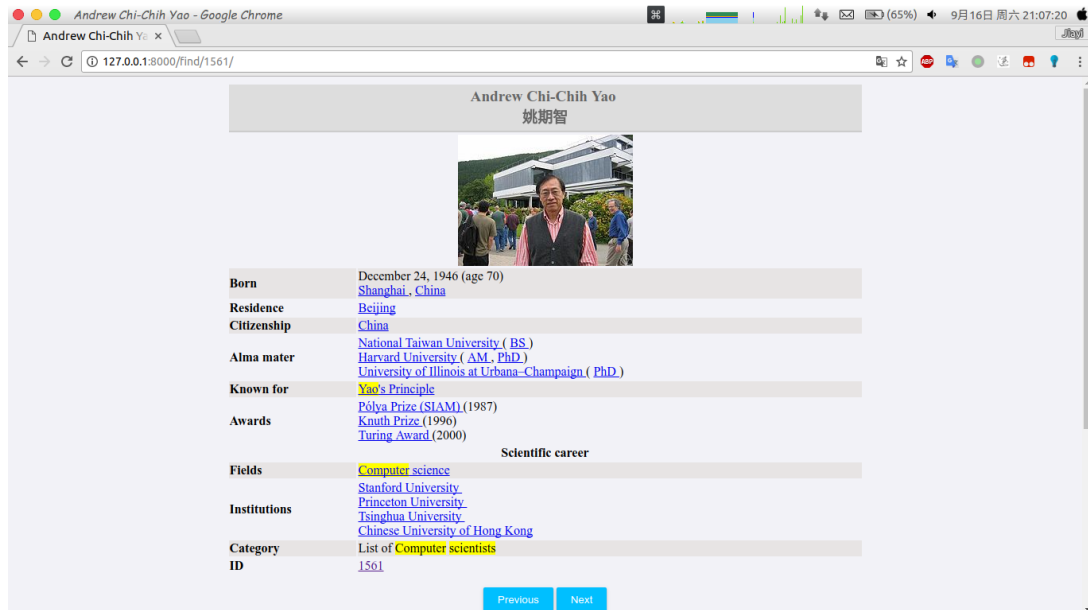 Andrew Chi-Chih Yao - Google Chrome
(65%) 9月16日 周六 21:07:20
Andrew Chi-Chih Ya
Jiayi
127.0.0.1:8000/find/1561/
ABP
Andrew Chi-Chih Yao
姚期智
Born December 24, 1946 (age 70)
Shanghai , China
Residence Beijing
Citizenship China
Alma mater National Taiwan University ( BS )
Harvard University ( AM , PhD )
University of Illinois at Urbana–Champaign ( PhD )
Known for Yao's Principle
Awards Pólya Prize (SIAM) (1987)
Knuth Prize (1996)
Turing Award (2000)
Scientific career
Fields Computer science
Institutions Stanford University
Princeton University
Tsinghua University
Chinese University of Hong Kong
Category List of Computer scientists
ID 1561
Previous Next